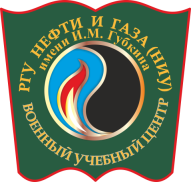 РГУ НЕФТИ И ГАЗА (НИУ)
имени И.М. Губкина
ВОЕННЫЙ УЧЕБНЫЙ ЦЕНТР